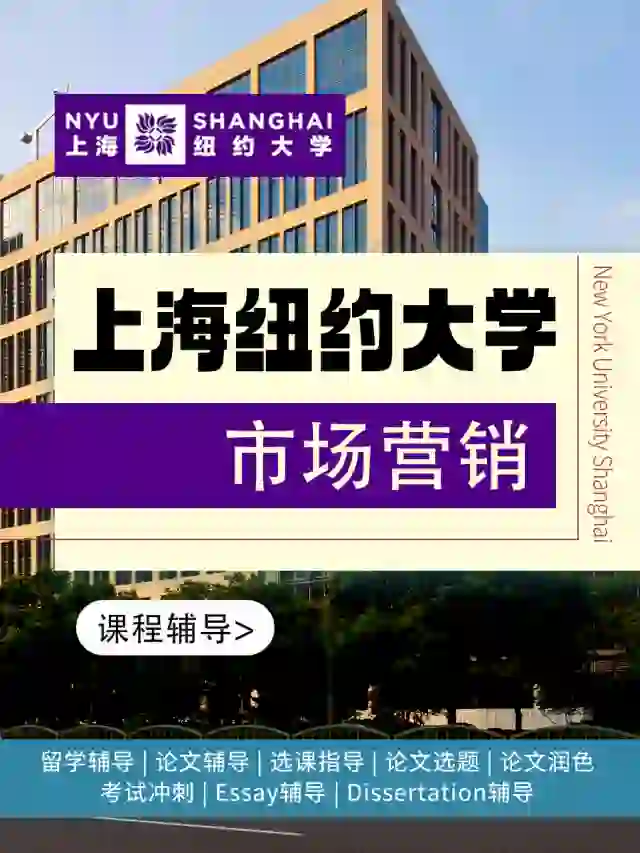 NYU SHANGHAI
上海 纽约大学
上海纽约大学
New York University Shanghai
市场营销
课程辅导>
留学辅导 | 论文辅导 | 选课指导 | 论文选题 | 论文润色
考试冲刺 | Essay辅导 | Dissertation辅导